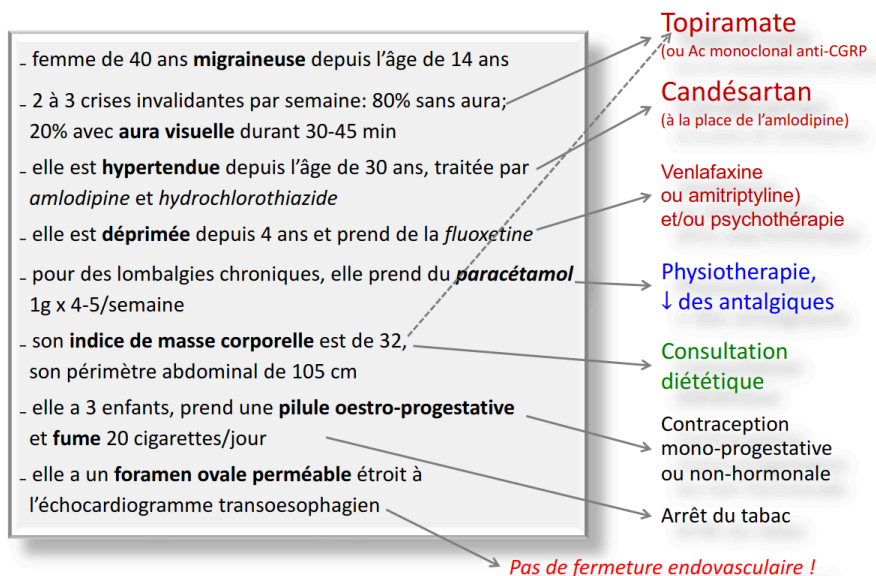 - femme de 40 ans migraineuse depuis l’âge de 14 ans
- 2 à 3 crises invalidantes par semaine: 80% sans aura;
20% avec aura visuelle durant 30-45 min
- elle est hypertendue depuis l’âge de 30 ans, traitée par
amlodipine et hydrochlorothiazide
- elle est déprimée depuis 4 ans et prend de la fluoxetine
- pour des lombalgies chroniques, elle prend du paracétamol
1g x 4-5/semaine
- son indice de masse corporelle est de 32,
son périmètre abdominal de 105 cm
- elle a 3 enfants, prend une pilule oestro-progestative
et fume 20 cigarettes/jour
- elle a un foramen ovale perméable étroit à
l’échocardiogramme transoesophagien
Topiramate
(ou Ac monoclonal anti-CGRP
Candésartan
(à la place de l’amlodipine)
Venlafaxine
ou amitriptyline)
et/ou psychothérapie
Physiotherapie,
↓ des antalgiques
Consultation
diététique
Contraception
mono-progestative
ou non-hormonale
Arrêt du tabac
Pas de fermeture endovasculaire !